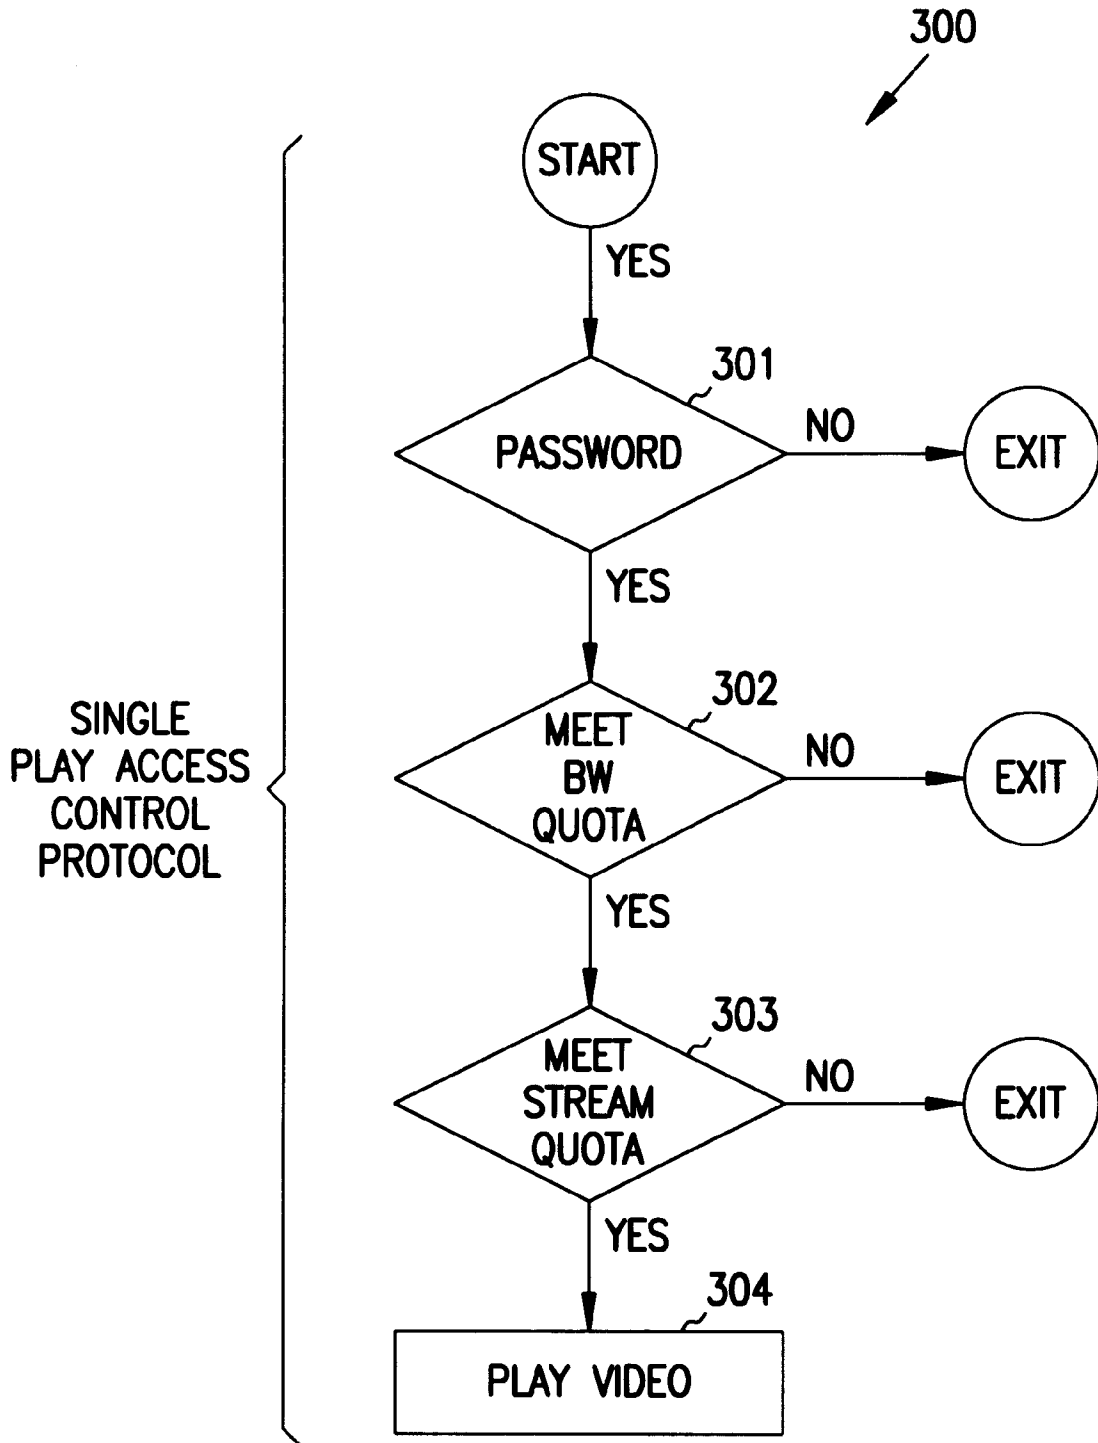 300
START
YES
301
PASSWORD
NO
EXIT
YES
302
MEET
BW
QUOTA
NO
EXIT
SINGLE
PLAY ACCESS
CONTROL
PROTOCOL
YES
303
MEET
STREAM
QUOTA
NO
EXIT
YES
304
PLAY VIDEO